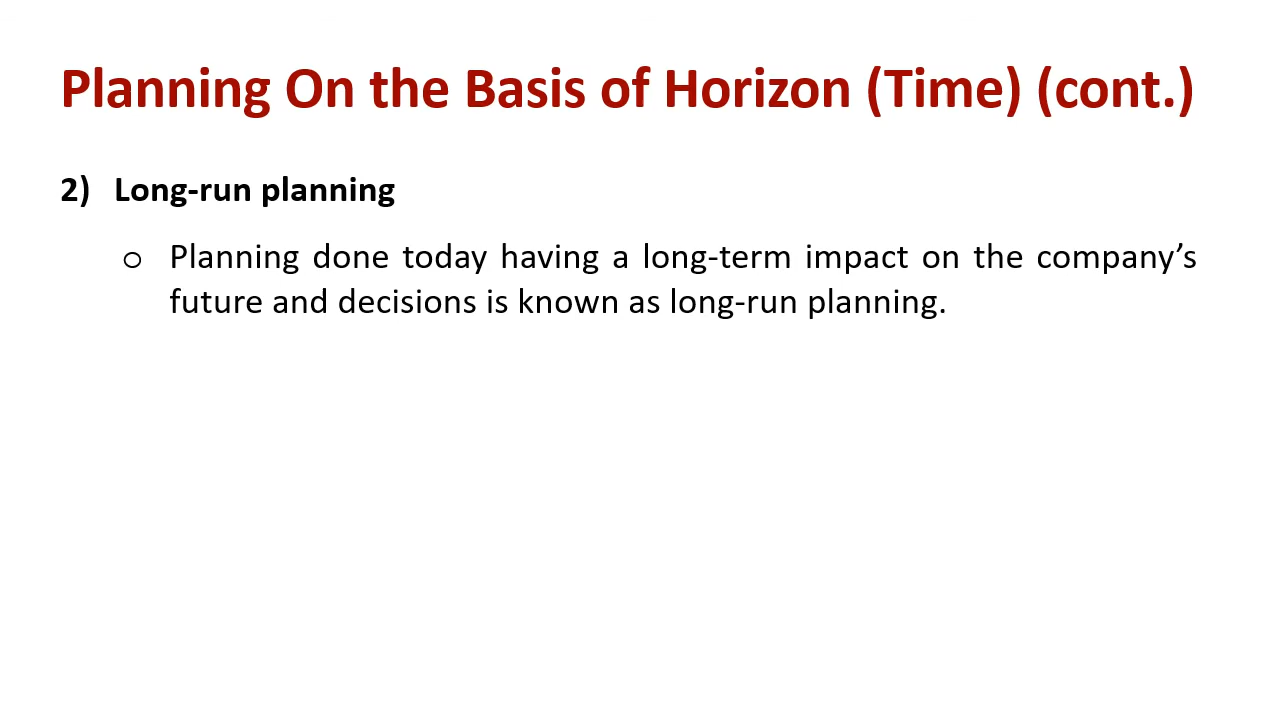 Planning On the Basis of Horizon (Time) (cont.)
2) Long-run planning
o Planning done today having a long-term impact on the company’s
future and decisions is known as long-run planning.